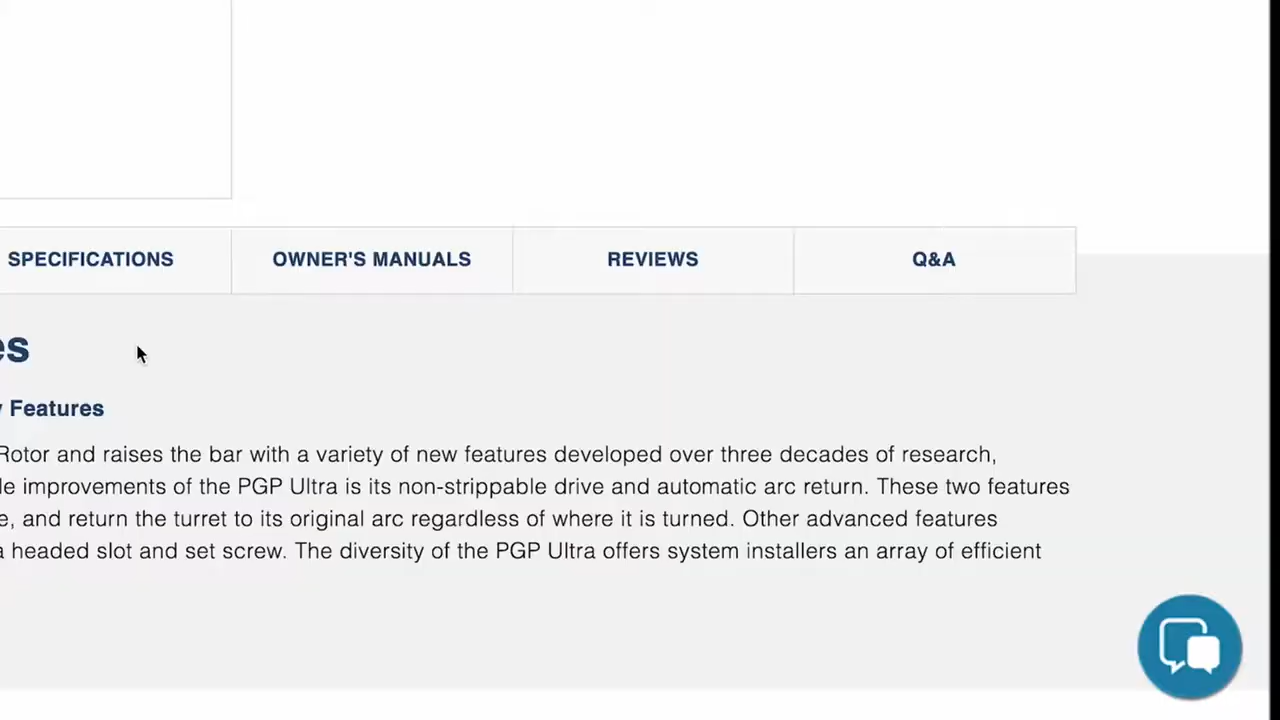 SPECIFICATIONS OWNER'S MANUALS REVIEWS Q&A
es
Features
Rotor and raises the bar with a variety of new features developed over three decades of research,
le improvements of the PGP Ultra is its non-strippable drive and automatic arc return. These two features
e, and return the turret to its original arc regardless of where it is turned. Other advanced features
a headed slot and set screw. The diversity of the PGP Ultra offers system installers an array of efficient